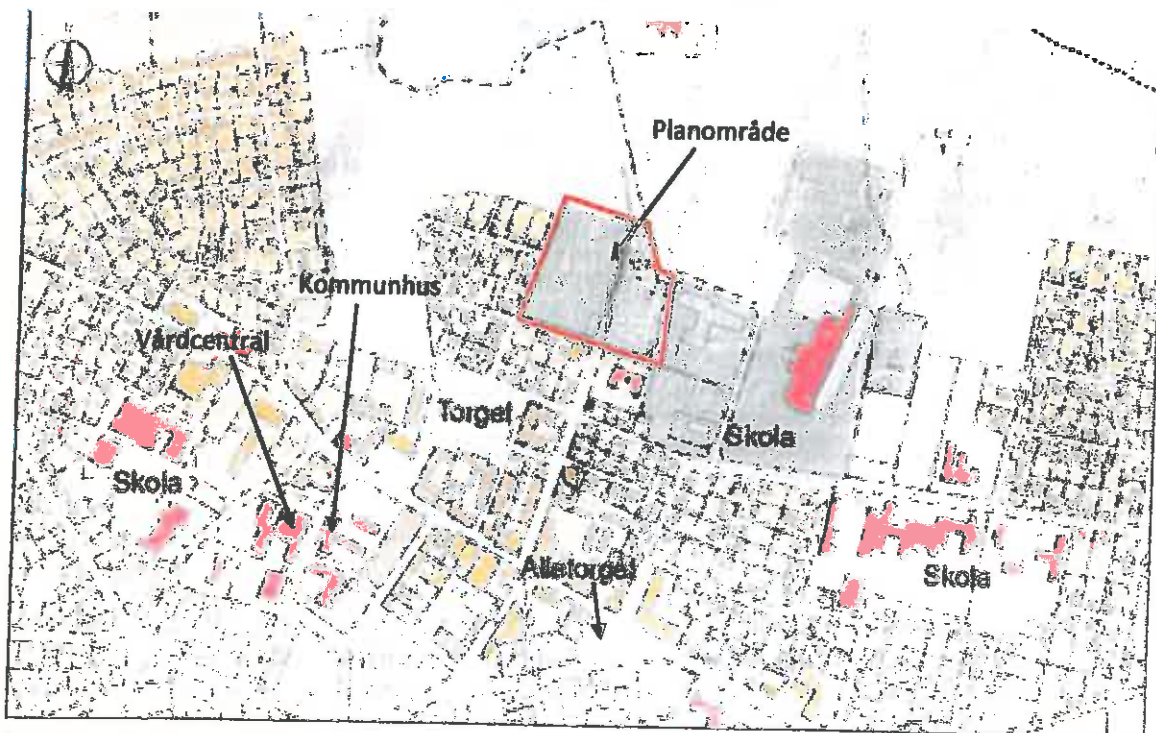 Planområde
Kommunhus
Vårdcentral
Torget
Skola
Skola
Alletorget
Skola